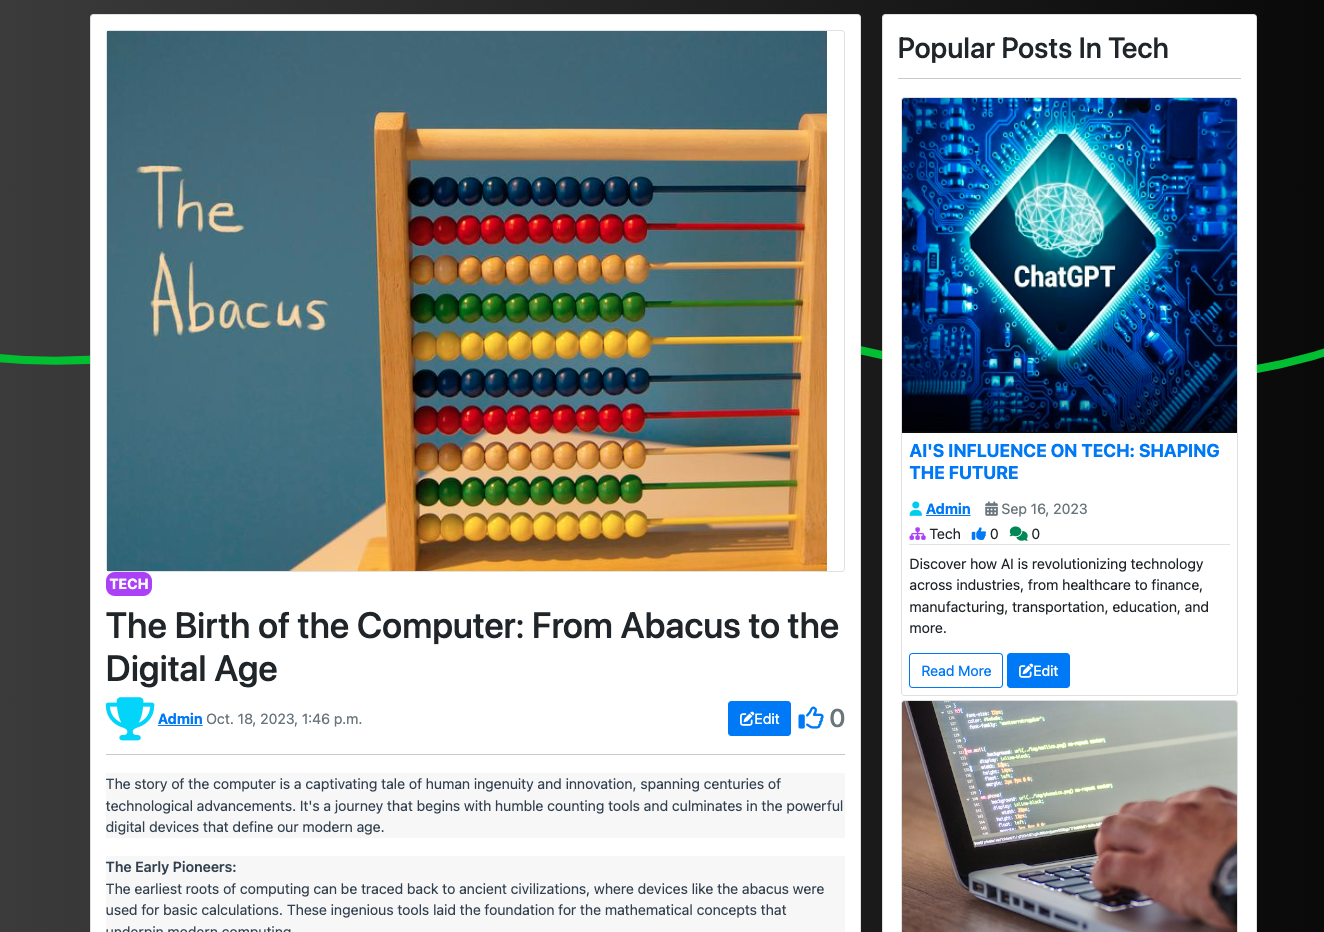 The
Abacus
TECH
The Birth of the Computer: From Abacus to the
Digital Age
Admin Oct. 18, 2023, 1:46 p.m.
Edit 0
The story of the computer is a captivating tale of human ingenuity and innovation, spanning centuries of
technological advancements. It's a journey that begins with humble counting tools and culminates in the powerful
digital devices that define our modern age.
The Early Pioneers:
The earliest roots of computing can be traced back to ancient civilizations, where devices like the abacus were
used for basic calculations. These ingenious tools laid the foundation for the mathematical concepts that
underpin modern computing.
Popular Posts In Tech
ChatGPT
AI'S INFLUENCE ON TECH: SHAPING
THE FUTURE
Admin Sep 16, 2023
Tech 0 0
Discover how AI is revolutionizing technology
across industries, from healthcare to finance,
manufacturing, transportation, education, and
more.
Read More Edit